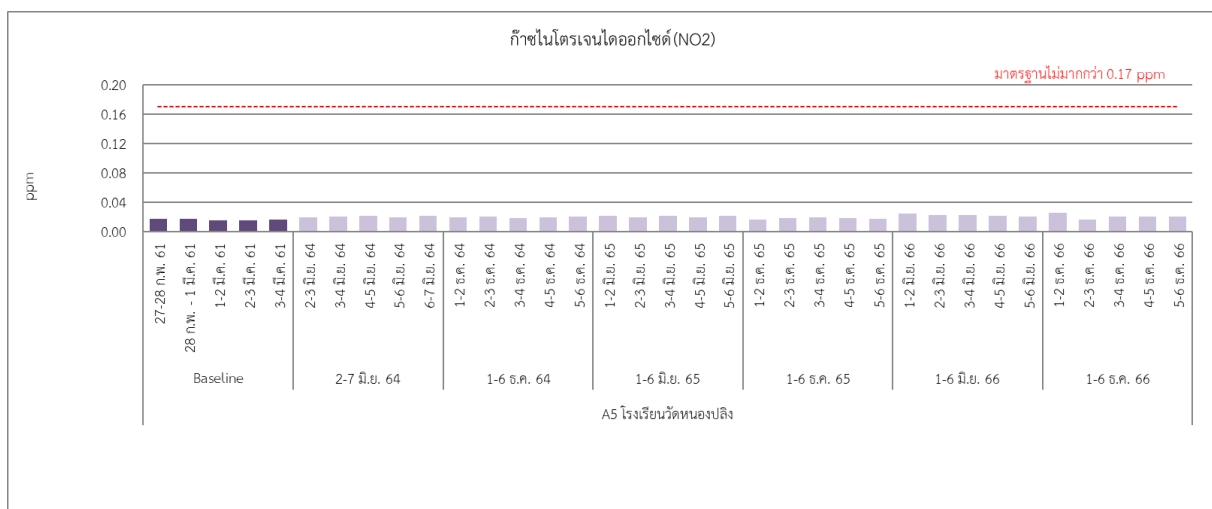 ก๊าซไนโตรเจนไดออกไซด์ (NO2)
มาตรฐานไม่มากกว่า 0.17 ppm
ppm
0.20
0.16
0.12
0.08
0.04
0.00
27-28 ก.พ. 61
28 ก.พ. - 1 มี.ค. 61
1-2 มี.ค. 61
2-3 มี.ค. 61
3-4 มี.ค. 61
2-3 มิ.ย. 64
3-4 มิ.ย. 64
4-5 มิ.ย. 64
5-6 มิ.ย. 64
6-7 มิ.ย. 64
1-2 ธ.ค. 64
2-3 ธ.ค. 64
3-4 ธ.ค. 64
4-5 ธ.ค. 64
5-6 ธ.ค. 64
1-2 มิ.ย. 65
2-3 มิ.ย. 65
3-4 มิ.ย. 65
4-5 มิ.ย. 65
5-6 มิ.ย. 65
1-2 ธ.ค. 65
2-3 ธ.ค. 65
3-4 ธ.ค. 65
4-5 ธ.ค. 65
5-6 ธ.ค. 65
1-2 มิ.ย. 66
2-3 มิ.ย. 66
3-4 มิ.ย. 66
4-5 มิ.ย. 66
5-6 มิ.ย. 66
1-2 ธ.ค. 66
2-3 ธ.ค. 66
3-4 ธ.ค. 66
4-5 ธ.ค. 66
5-6 ธ.ค. 66
Baseline
2-7 มิ.ย. 64
1-6 ธ.ค. 64
1-6 มิ.ย. 65
1-6 ธ.ค. 65
1-6 มิ.ย. 66
1-6 ธ.ค. 66
A5 โรงเรียนวัดหนองปลิง